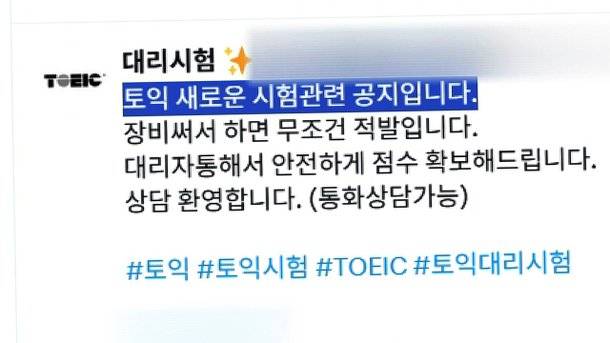 TOEIC
대리시험 ✨
토익 새로운 시험관련 공지입니다.
장비써서 하면 무조건 적발입니다.
대리자통해서 안전하게 점수 확보해드립니다.
상담 환영합니다. (통화상담가능)
#토익 #토익시험 #TOEIC #토익대리시험